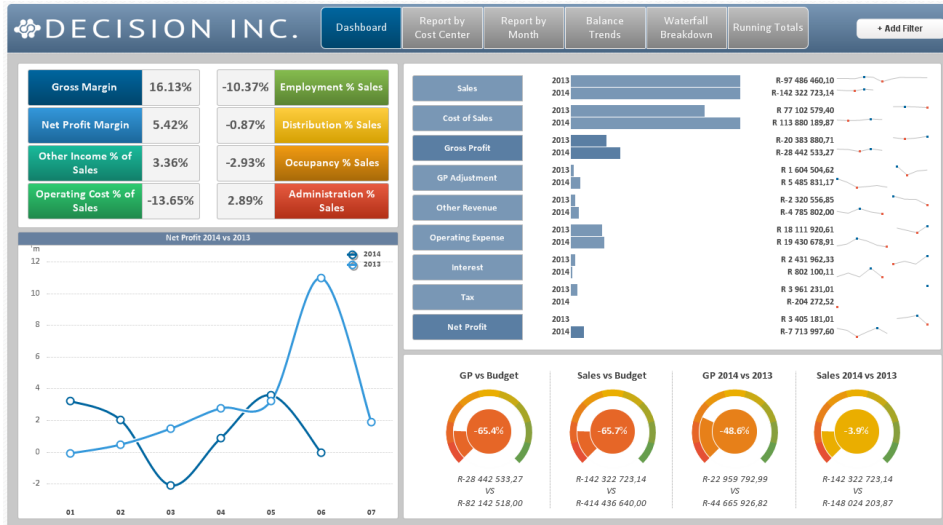 DECISION INC.
Dashboard
Report by
Cost Center
Report by
Month
Balance
Trends
Waterfall
Breakdown
Running Totals
+ Add Filter
Gross Margin 16.13% -10.37% Employment % Sales
Net Profit Margin 5.42% -0.87% Distribution % Sales
Other Income % of
Sales
3.36% -2.93% Occupancy % Sales
Operating Cost % of
Sales
-13.65% 2.89% Administration %
Sales
Net Profit 2014 vs 2013
'm
2014
2013
12
10
8
6
4
2
0
-2
01 02 03 04 05 06 07
Sales
2013 R-97 486 460,10
2014 R-142 322 723,14
Cost of Sales
2013 R 77 102 579,40
2014 R 113 880 189,87
Gross Profit
2013 R-20 383 880,71
2014 R-28 442 533,27
GP Adjustment
2013 R 1 604 504,62
2014 R 5 485 831,17
Other Revenue
2013 R-2 320 556,85
2014 R-4 785 802,00
Operating Expense
2013 R 18 111 920,61
2014 R 19 430 678,91
Interest
2013 R 2 431 962,33
2014 R 802 100,11
Tax
2013 R 3 961 231,01
2014 R-204 272,52
Net Profit
2013 R 3 405 181,01
2014 R-7 713 997,60
GP vs Budget
-65.4%
R-28 442 533,27
VS
R-82 142 518,00
Sales vs Budget
-65.7%
R-142 322 723,14
VS
R-414 436 640,00
GP 2014 vs 2013
-48.6%
R-22 959 792,99
VS
R-44 665 926,82
Sales 2014 vs 2013
-3.9%
R-142 322 723,14
VS
R-148 024 203,87